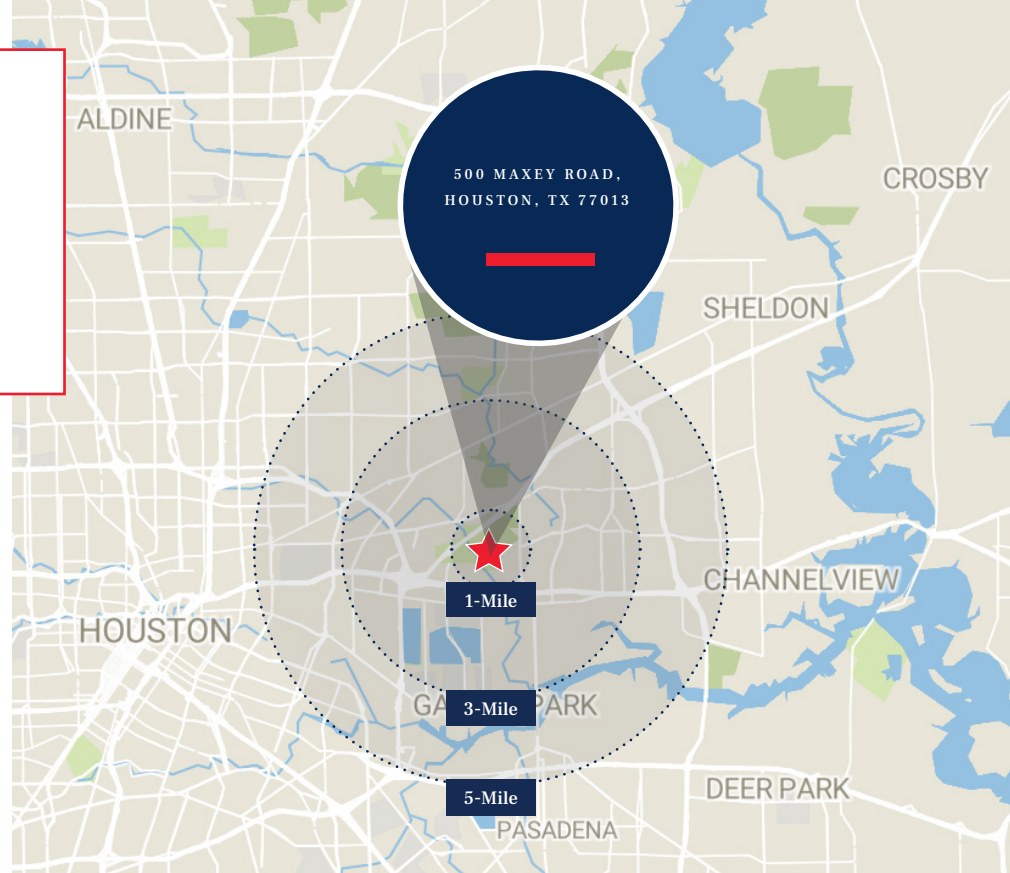 ALDINE
500 MAXEY ROAD,
HOUSTON, TX 77013
CROSBY
SHELDON
CHANNELVIEW
1-Mile
HOUSTON
GA PARK
3-Mile
DEER PARK
5-Mile
PASADENA